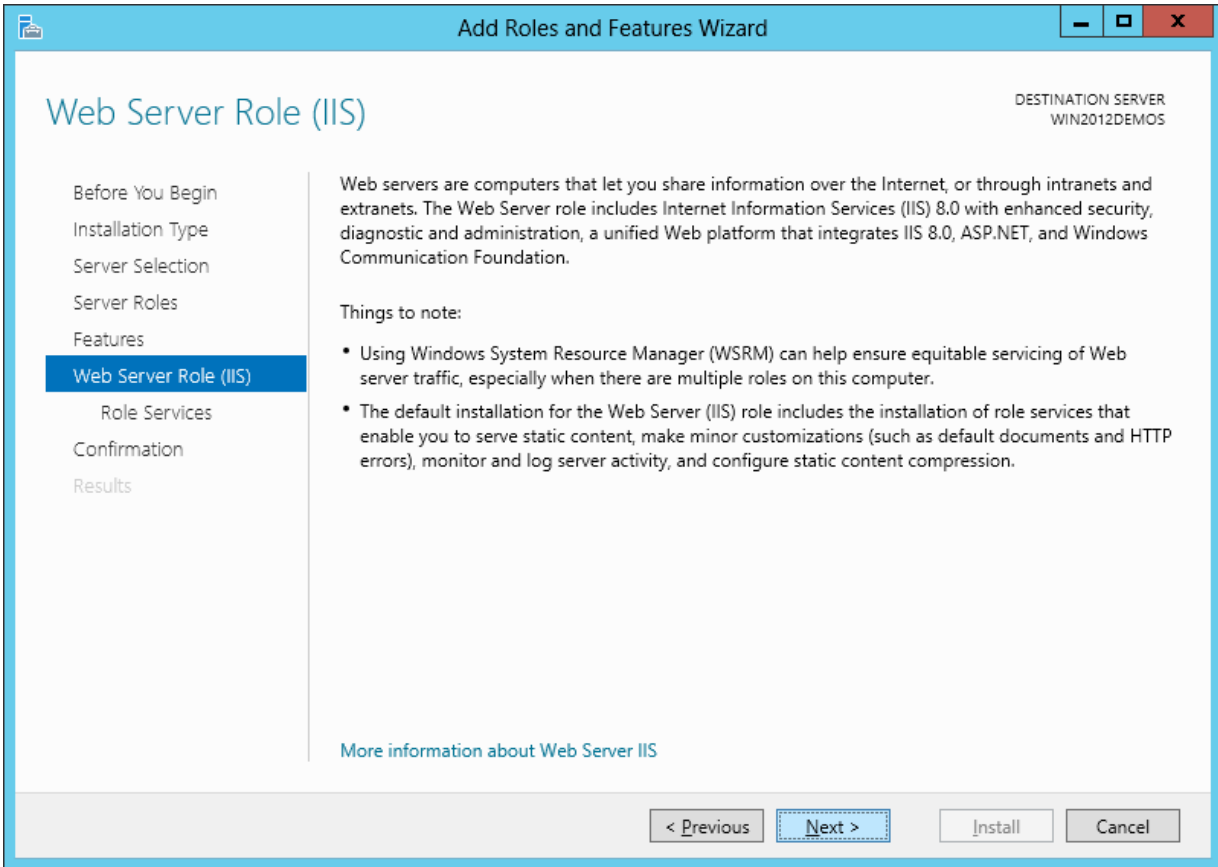 Add Roles and Features Wizard
Web Server Role (IIS)
DESTINATION SERVER
WIN2012DEMOS
Before You Begin
Installation Type
Server Selection
Server Roles
Features
Web Server Role (IIS)
Role Services
Confirmation
Results
Web servers are computers that let you share information over the Internet, or through intranets and
extranets. The Web Server role includes Internet Information Services (IIS) 8.0 with enhanced security,
diagnostic and administration, a unified Web platform that integrates IIS 8.0, ASP.NET, and Windows
Communication Foundation.
Things to note:
• Using Windows System Resource Manager (WSRM) can help ensure equitable servicing of Web
server traffic, especially when there are multiple roles on this computer.
• The default installation for the Web Server (IIS) role includes the installation of role services that
enable you to serve static content, make minor customizations (such as default documents and HTTP
errors), monitor and log server activity, and configure static content compression.
More information about Web Server IIS
< Previous
Next >
Install
Cancel